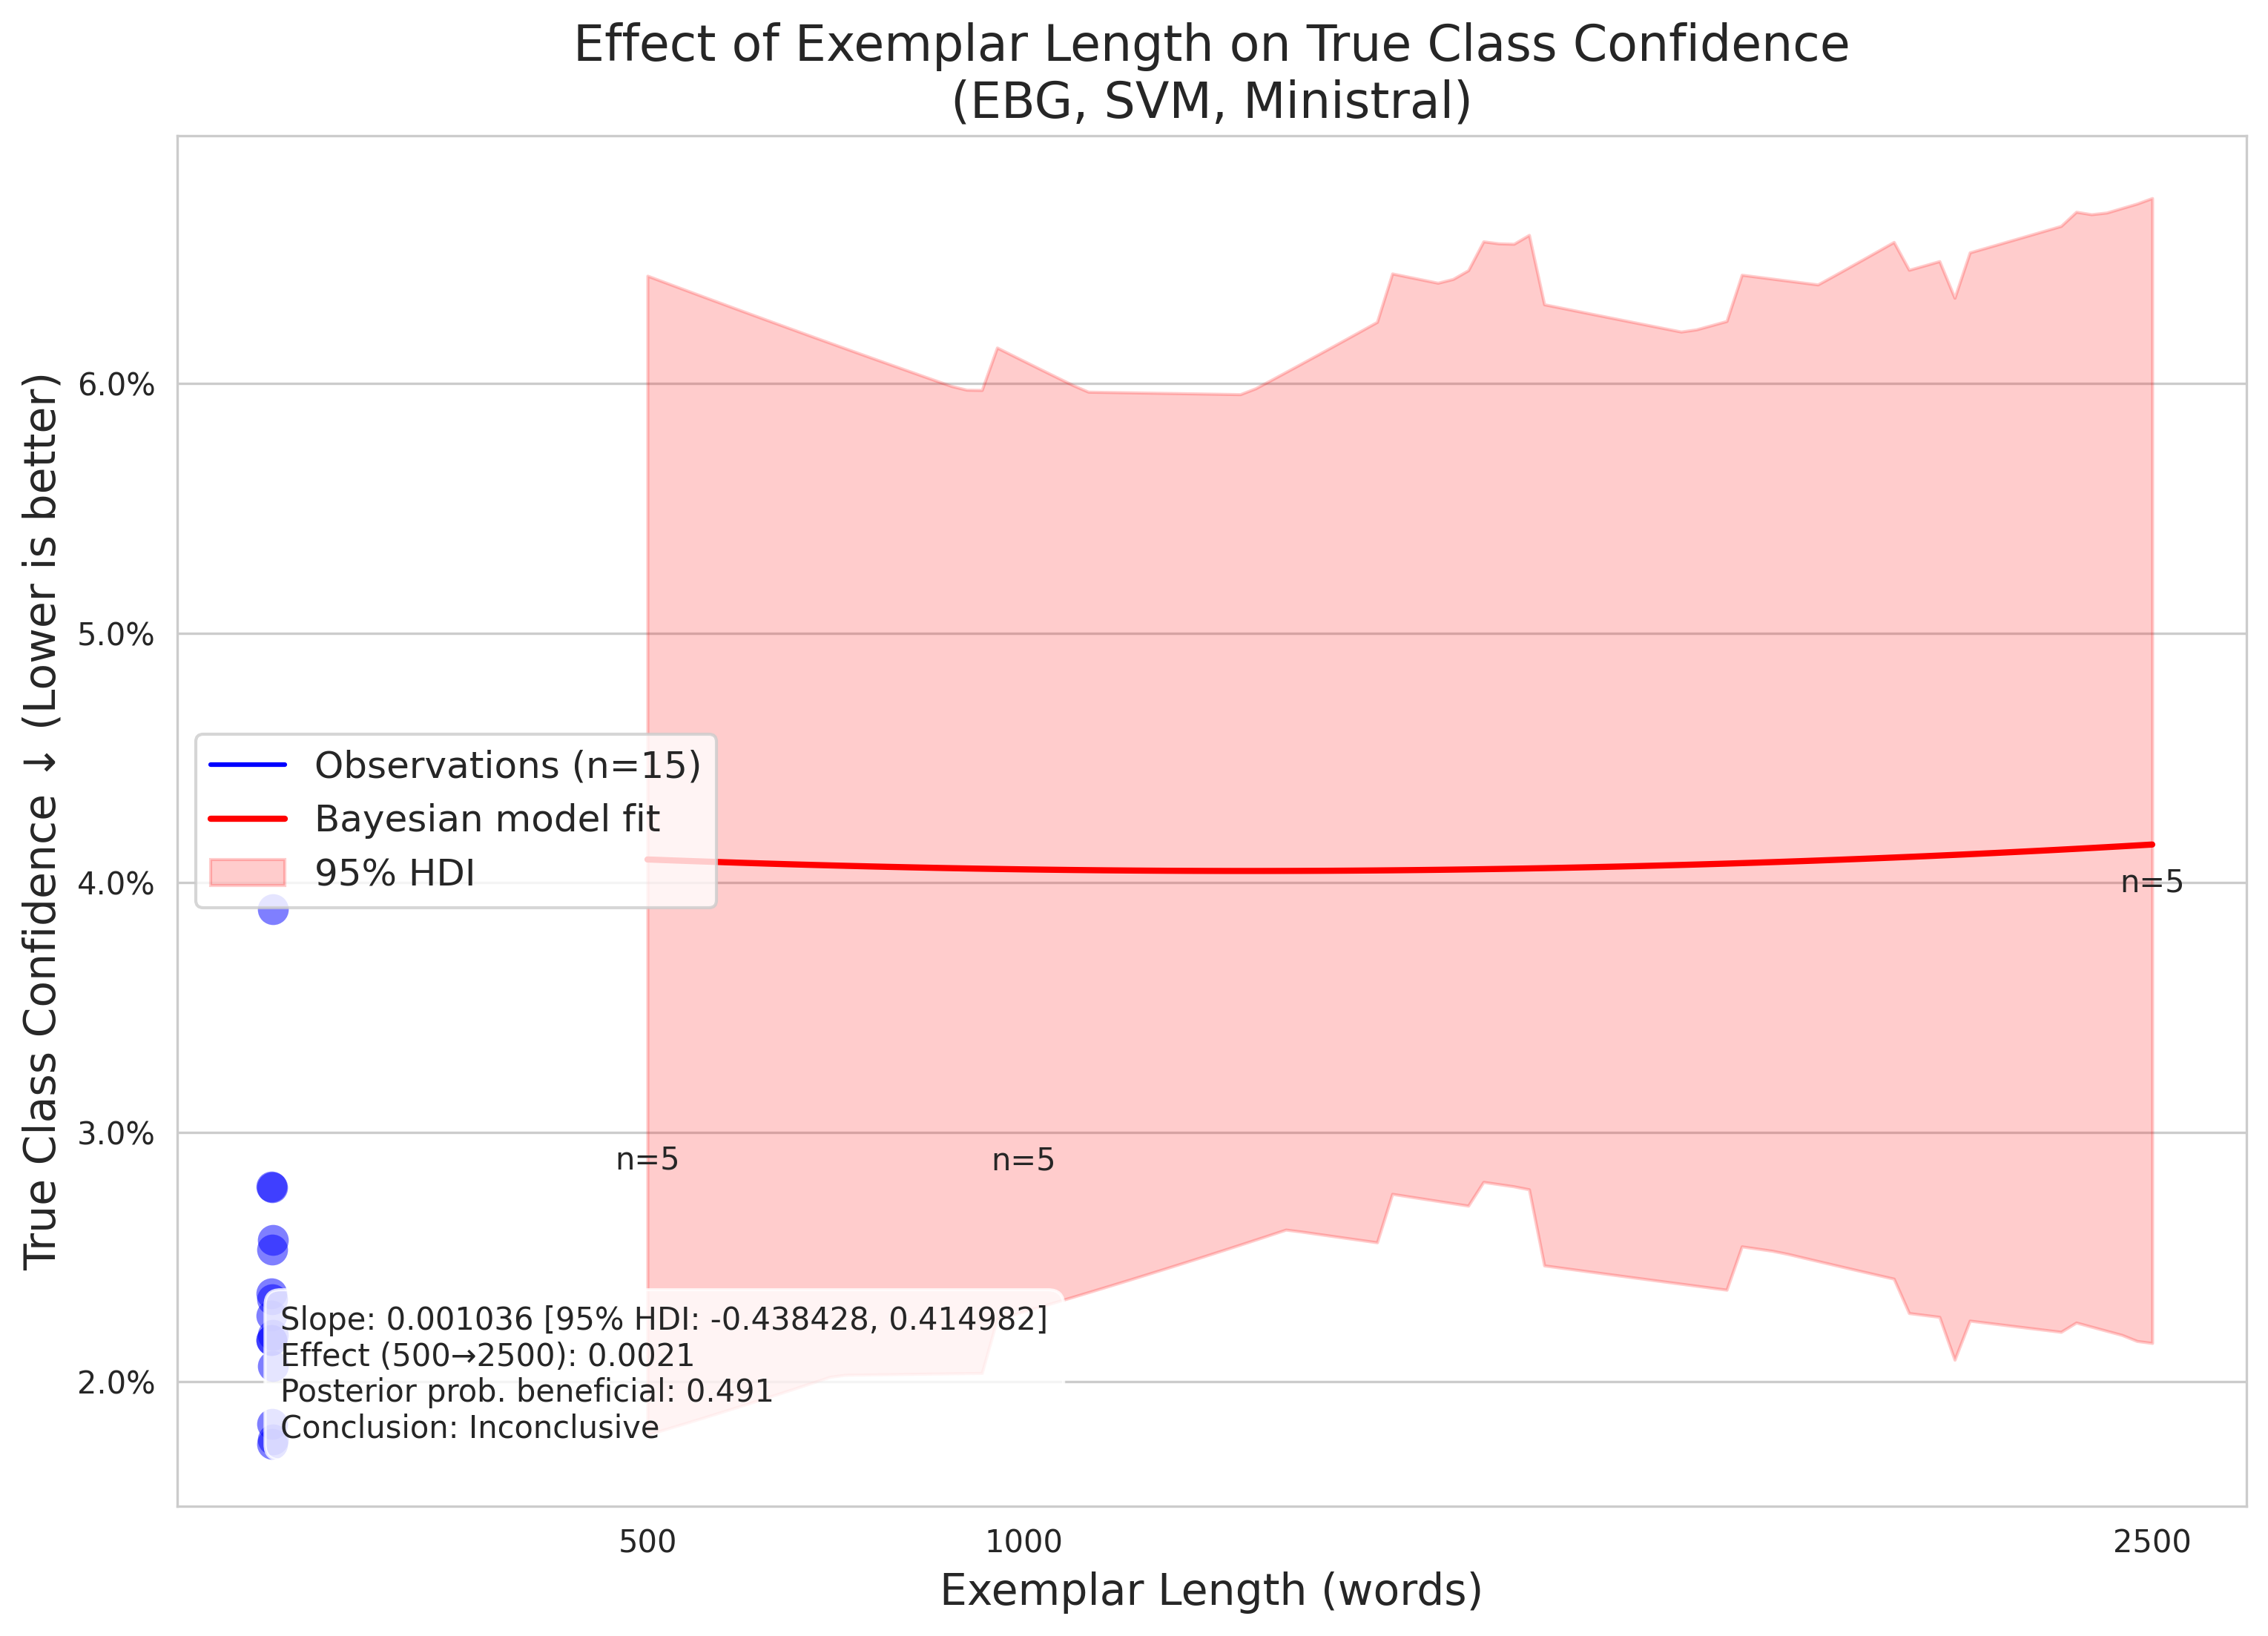 Effect of Exemplar Length on True Class Confidence
(EBG, SVM, Ministral)
True Class Confidence ↓ (Lower is better)
6.0%
5.0%
4.0%
3.0%
2.0%
Observations (n=15)
Bayesian model fit
95% HDI
n=5
n=5
n=5
Slope: 0.001036 [95% HDI: -0.438428, 0.414982]
Effect (500→2500): 0.0021
Posterior prob. beneficial: 0.491
Conclusion: Inconclusive
500
1000
2500
Exemplar Length (words)